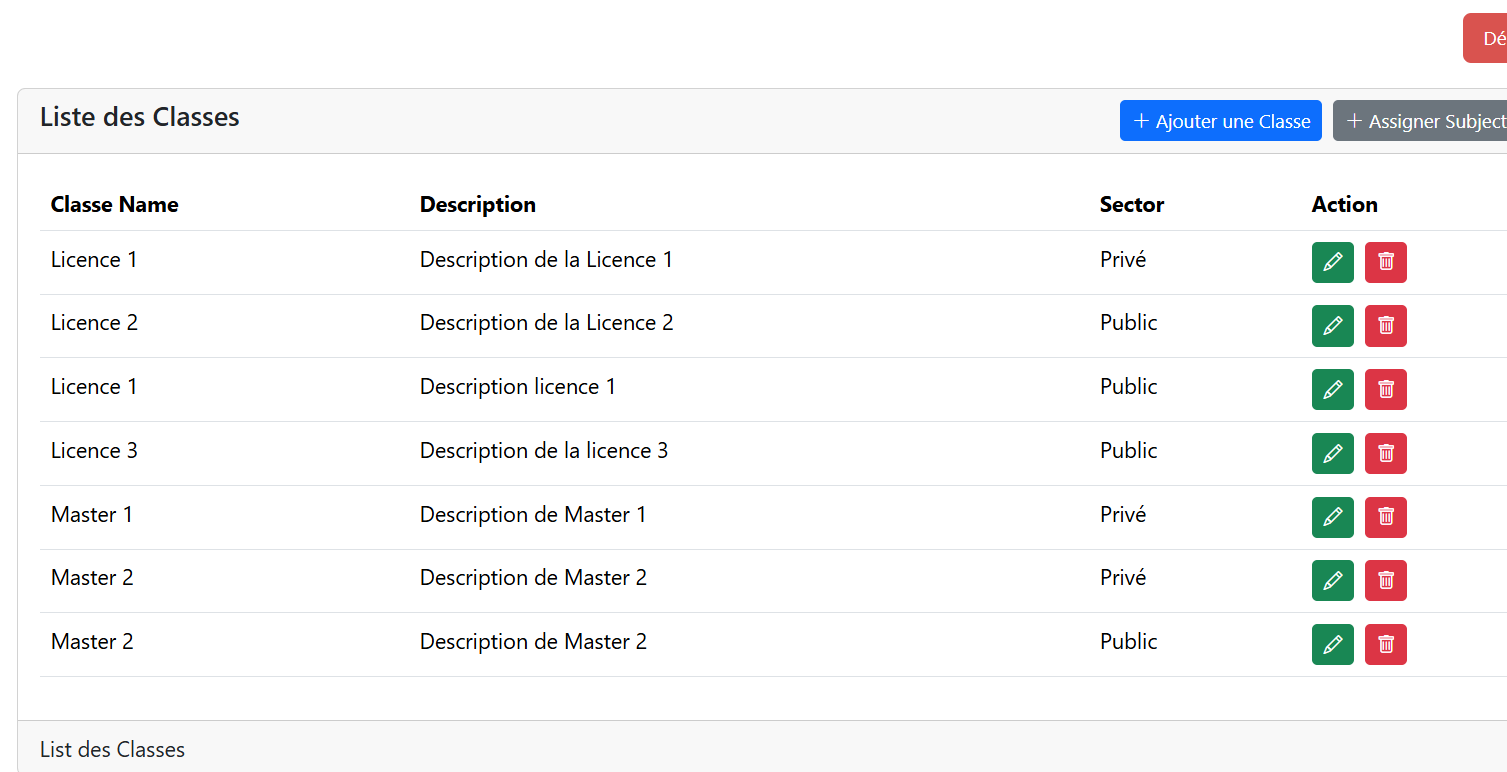 Dé
Liste des Classes
+ Ajouter une Classe
+ Assigner Subject
Classe Name Description Sector Action
Licence 1 Description de la Licence 1 Privé
Licence 2 Description de la Licence 2 Public
Licence 1 Description licence 1 Public
Licence 3 Description de la licence 3 Public
Master 1 Description de Master 1 Privé
Master 2 Description de Master 2 Privé
Master 2 Description de Master 2 Public
List des Classes